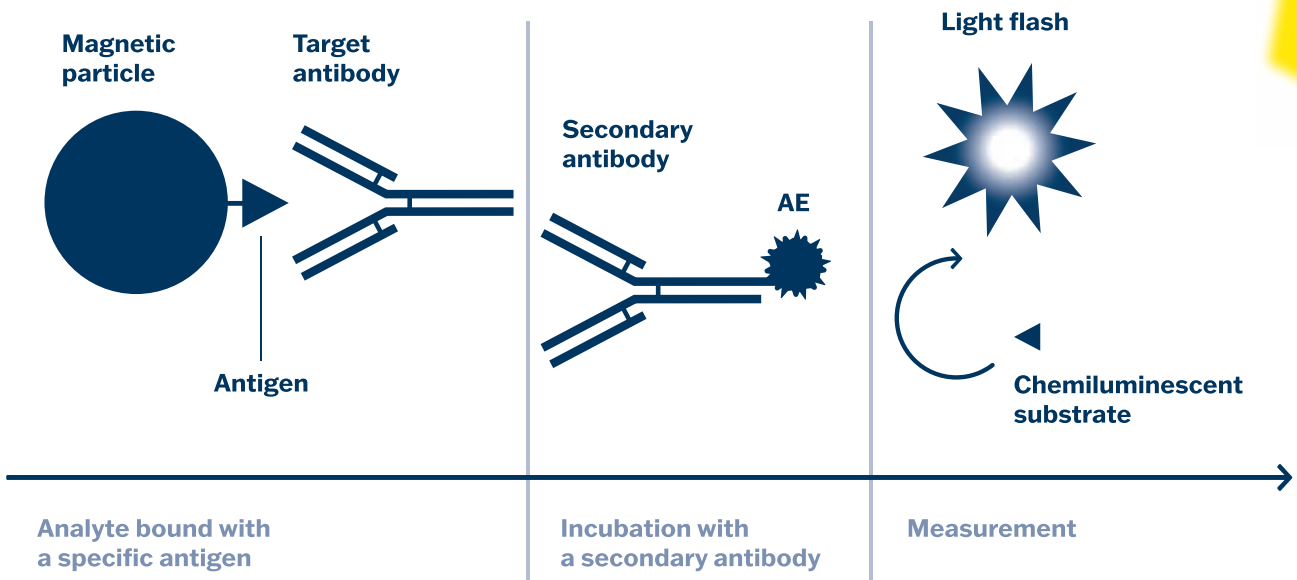 Magnetic
particle
Target
antibody
Antigen
Secondary
antibody
AE
Light flash
Chemiluminescent
substrate
Analyte bound with
a specific antigen
Incubation with
a secondary antibody
Measurement